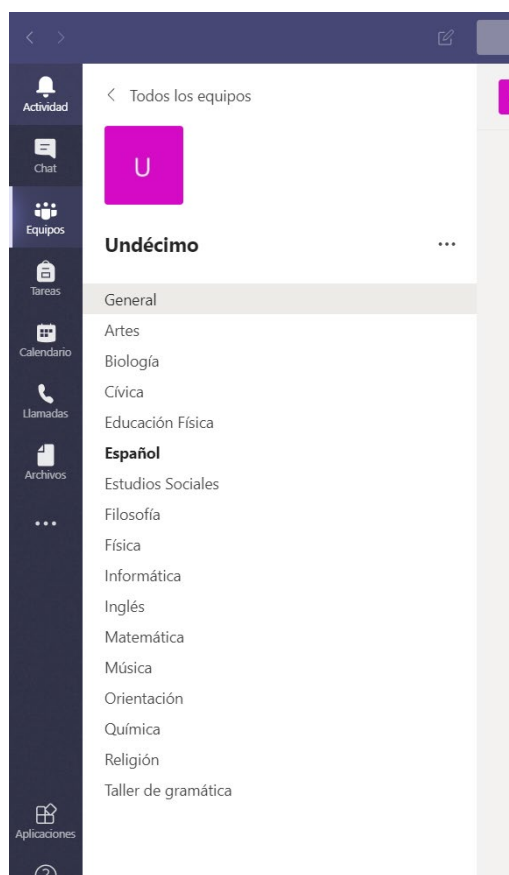 Actividad
Chat
Equipos
Tareas
Calendario
Llamadas
Archivos
Aplicaciones
Todos los equipos
U
Undécimo
General
Artes
Biología
Cívica
Educación Física
Español
Estudios Sociales
Filosofía
Física
Informática
Inglés
Matemática
Música
Orientación
Química
Religión
Taller de gramática